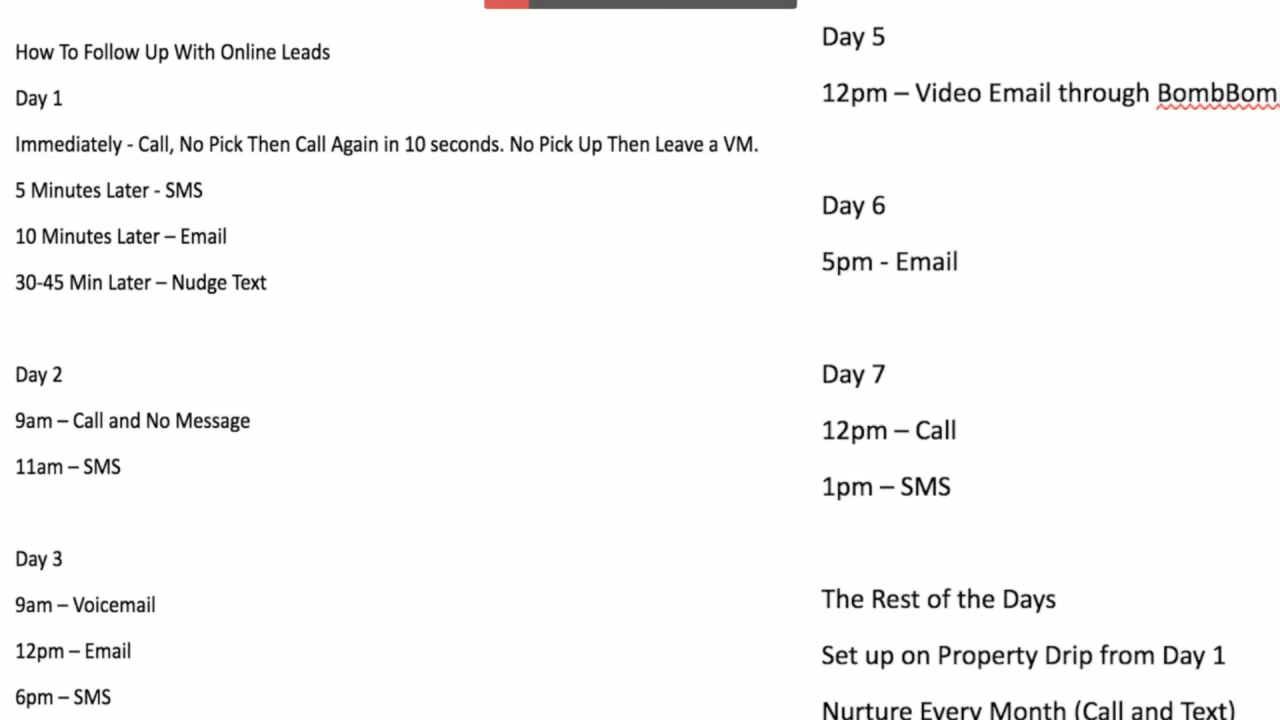 How To Follow Up With Online Leads
Day 1
Immediately - Call, No Pick Then Call Again in 10 seconds. No Pick Up Then Leave a VM.
5 Minutes Later - SMS
10 Minutes Later – Email
30-45 Min Later – Nudge Text
Day 2
9am – Call and No Message
11am – SMS
Day 3
9am – Voicemail
12pm – Email
6pm – SMS
Day 5
12pm – Video Email through BombBom
Day 6
5pm - Email
Day 7
12pm – Call
1pm – SMS
The Rest of the Days
Set up on Property Drip from Day 1
Nurture Every Month (Call and Text)